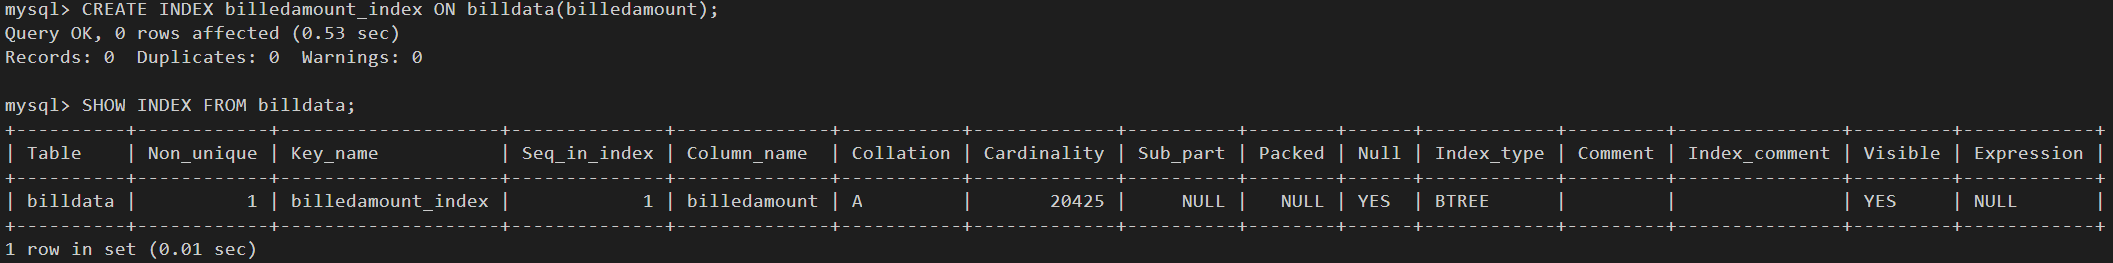 mysql> CREATE INDEX billedamount_index ON billdata(billedamount);
Query OK, 0 rows affected (0.53 sec)
Records: 0  Duplicates: 0  Warnings: 0

mysql> SHOW INDEX FROM billdata;
+----------+------------+--------------------+--------------+--------------+-----------+-------------+----------+--------+------+------------+---------+---------------+---------+------------+
| Table    | Non_unique | Key_name           | Seq_in_index | Column_name  | Collation | Cardinality | Sub_part | Packed | Null | Index_type | Comment | Index_comment | Visible | Expression |
+----------+------------+--------------------+--------------+--------------+-----------+-------------+----------+--------+------+------------+---------+---------------+---------+------------+
| billdata |          1 | billedamount_index |            1 | billedamount | A         |       20425 |     NULL |   NULL | YES  | BTREE      |         |               | YES     | NULL       |
+----------+------------+--------------------+--------------+--------------+-----------+-------------+----------+--------+------+------------+---------+---------------+---------+------------+
1 row in set (0.01 sec)